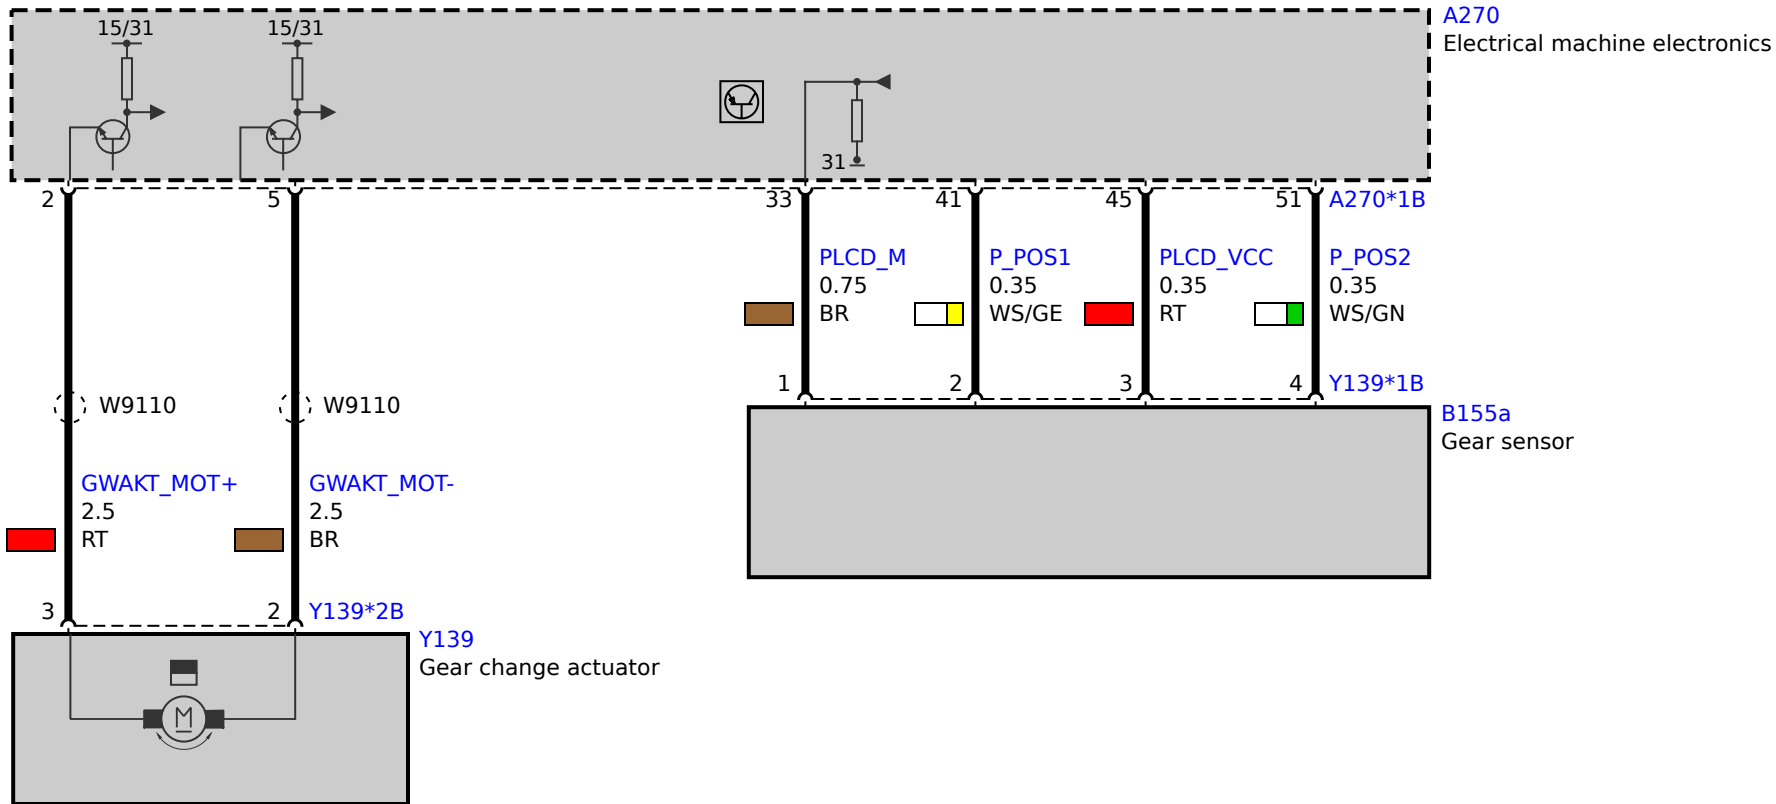 A270
Electrical machine electronics
15/31
15/31
31
2
5
33
41
45
51
A270*1B
PLCD_M
0.75
BR
P_POS1
0.35
WS/GE
PLCD_VCC
0.35
RT
P_POS2
0.35
WS/GN
1
2
3
4
Y139*1B
B155a
Gear sensor
W9110
W9110
GWAKT_MOT+
2.5
RT
GWAKT_MOT-
2.5
BR
3
2
Y139*2B
Y139
Gear change actuator
M